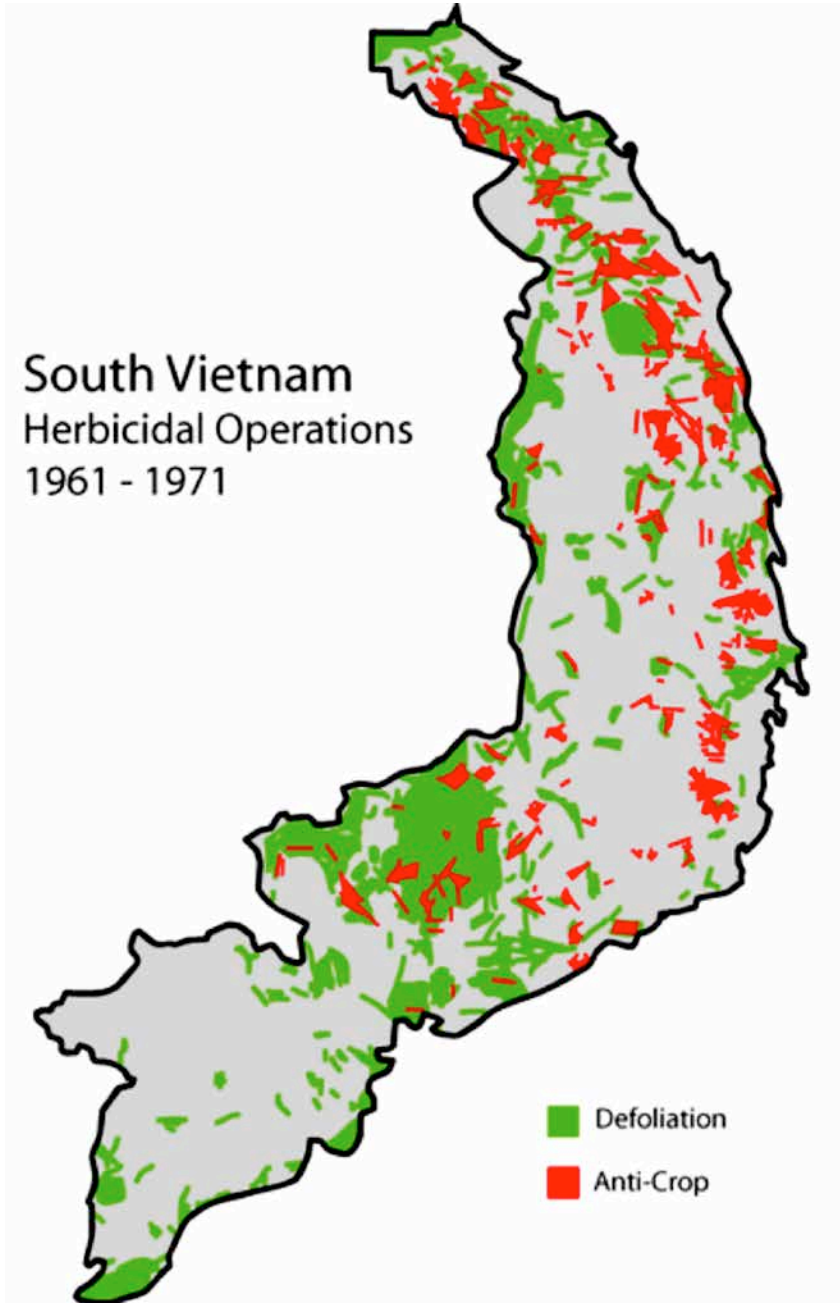 South Vietnam
Herbicidal Operations
1961 - 1971
Defoliation
Anti-Crop